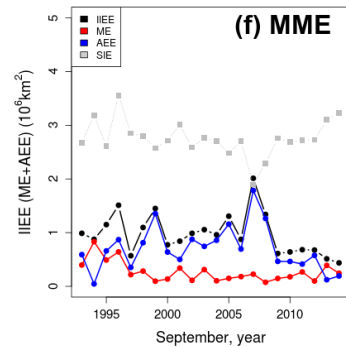 (f) MME
IIEE
ME
AEE
SIE
IIEE (ME+AEE) (10⁶km²)
5
4
3
2
1
0
1995
2000
2005
2010
September, year